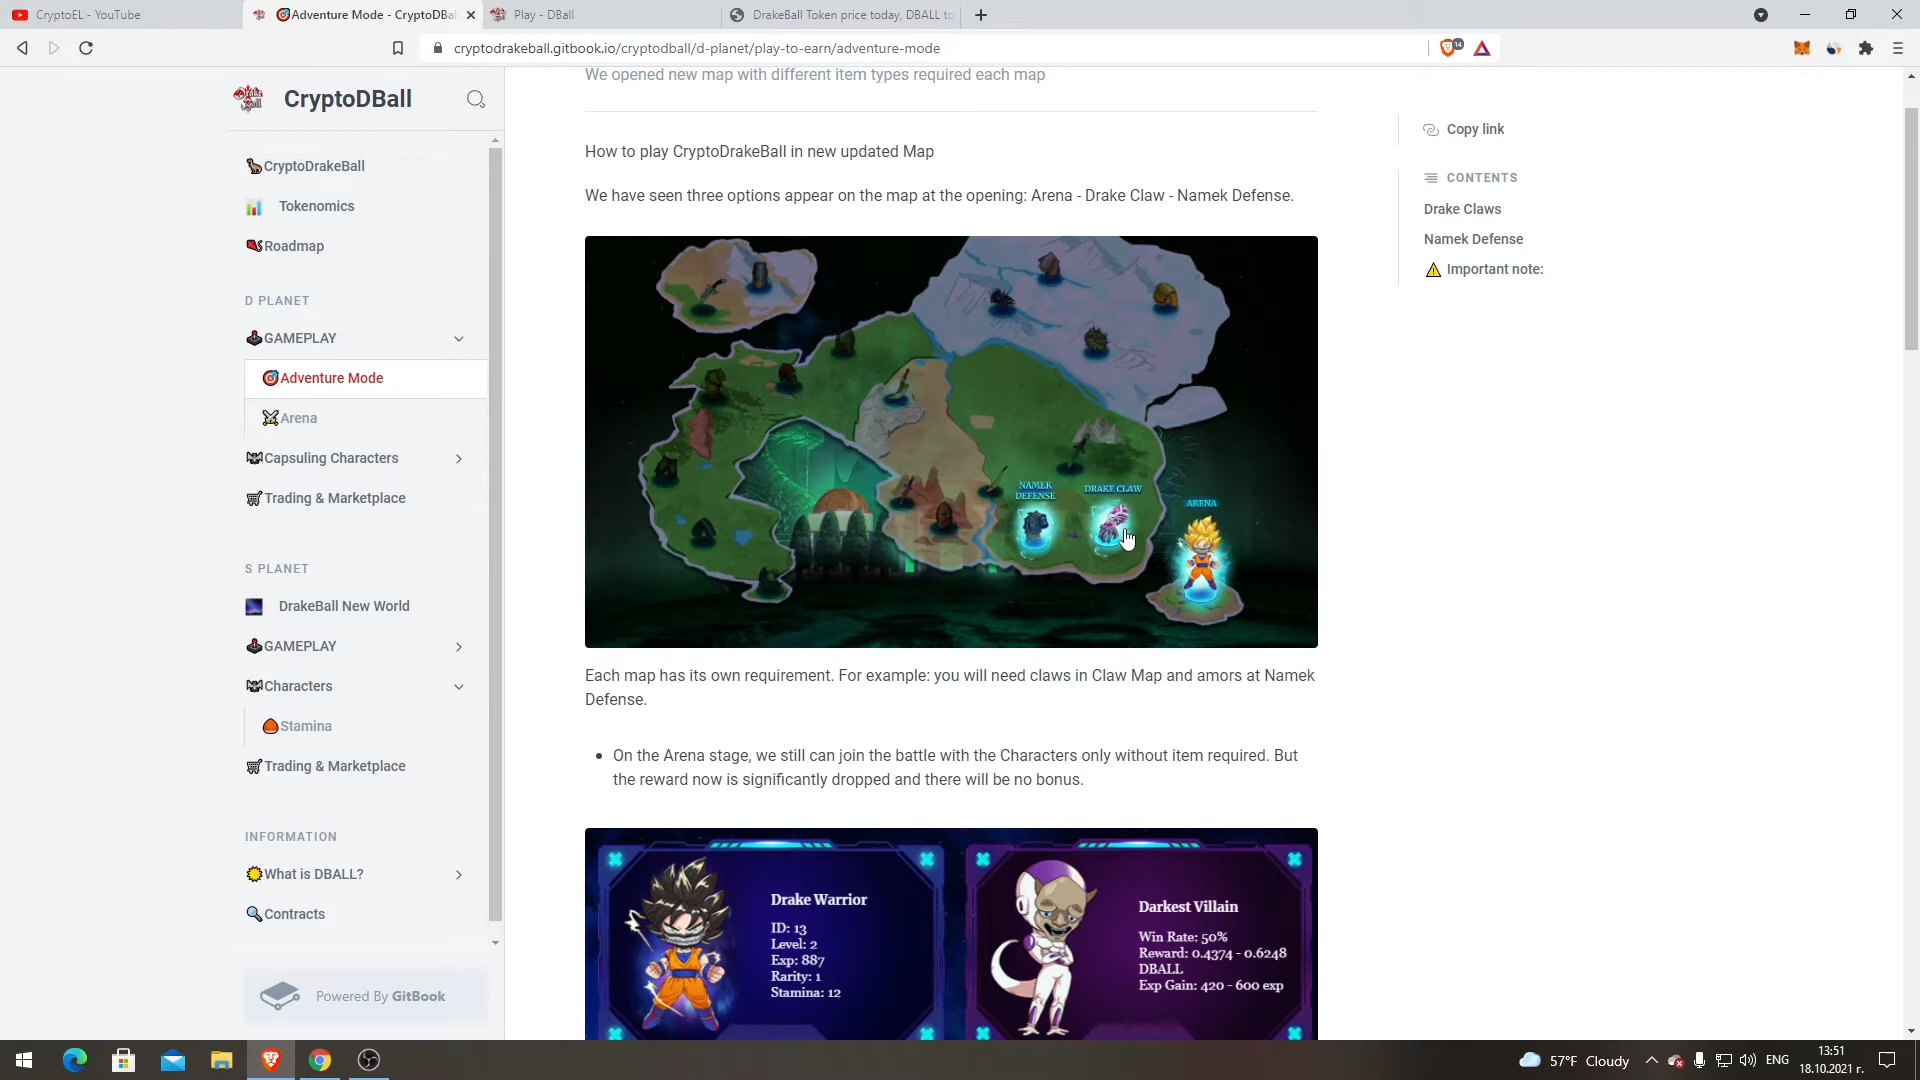 CryptoEL - YouTube
Adventure Mode - CryptoDBal
Play - DBall
DrakeBall Token price today, DBALL to
cryptodrakeball.gitbook.io/cryptodball/d-planet/play-to-earn/adventure-mode
14
CryptoDBall
CryptoDrakeBall
Tokenomics
Roadmap
D PLANET
GAMEPLAY
Adventure Mode
Arena
Capsuling Characters
Trading & Marketplace
S PLANET
DrakeBall New World
GAMEPLAY
Characters
Stamina
Trading & Marketplace
INFORMATION
What is DBALL?
Contracts
Powered By GitBook
We opened new map with different item types required each map
How to play CryptoDrakeBall in new updated Map
We have seen three options appear on the map at the opening: Arena - Drake Claw - Namek Defense.
NAMEK
DEFENSE
DRAKE CLAW
ARENA
Each map has its own requirement. For example: you will need claws in Claw Map and amors at Namek
Defense.
• On the Arena stage, we still can join the battle with the Characters only without item required. But
the reward now is significantly dropped and there will be no bonus.
Drake Warrior
ID: 13
Level: 2
Exp: 887
Rarity: 1
Stamina: 12
Darkest Villain
Win Rate: 50%
Reward: 0.4374 - 0.6248
DBALL
Exp Gain: 420 - 600 exp
Copy link
CONTENTS
Drake Claws
Namek Defense
Important note:
57°F Cloudy
ENG
13:51
18.10.2021 г.